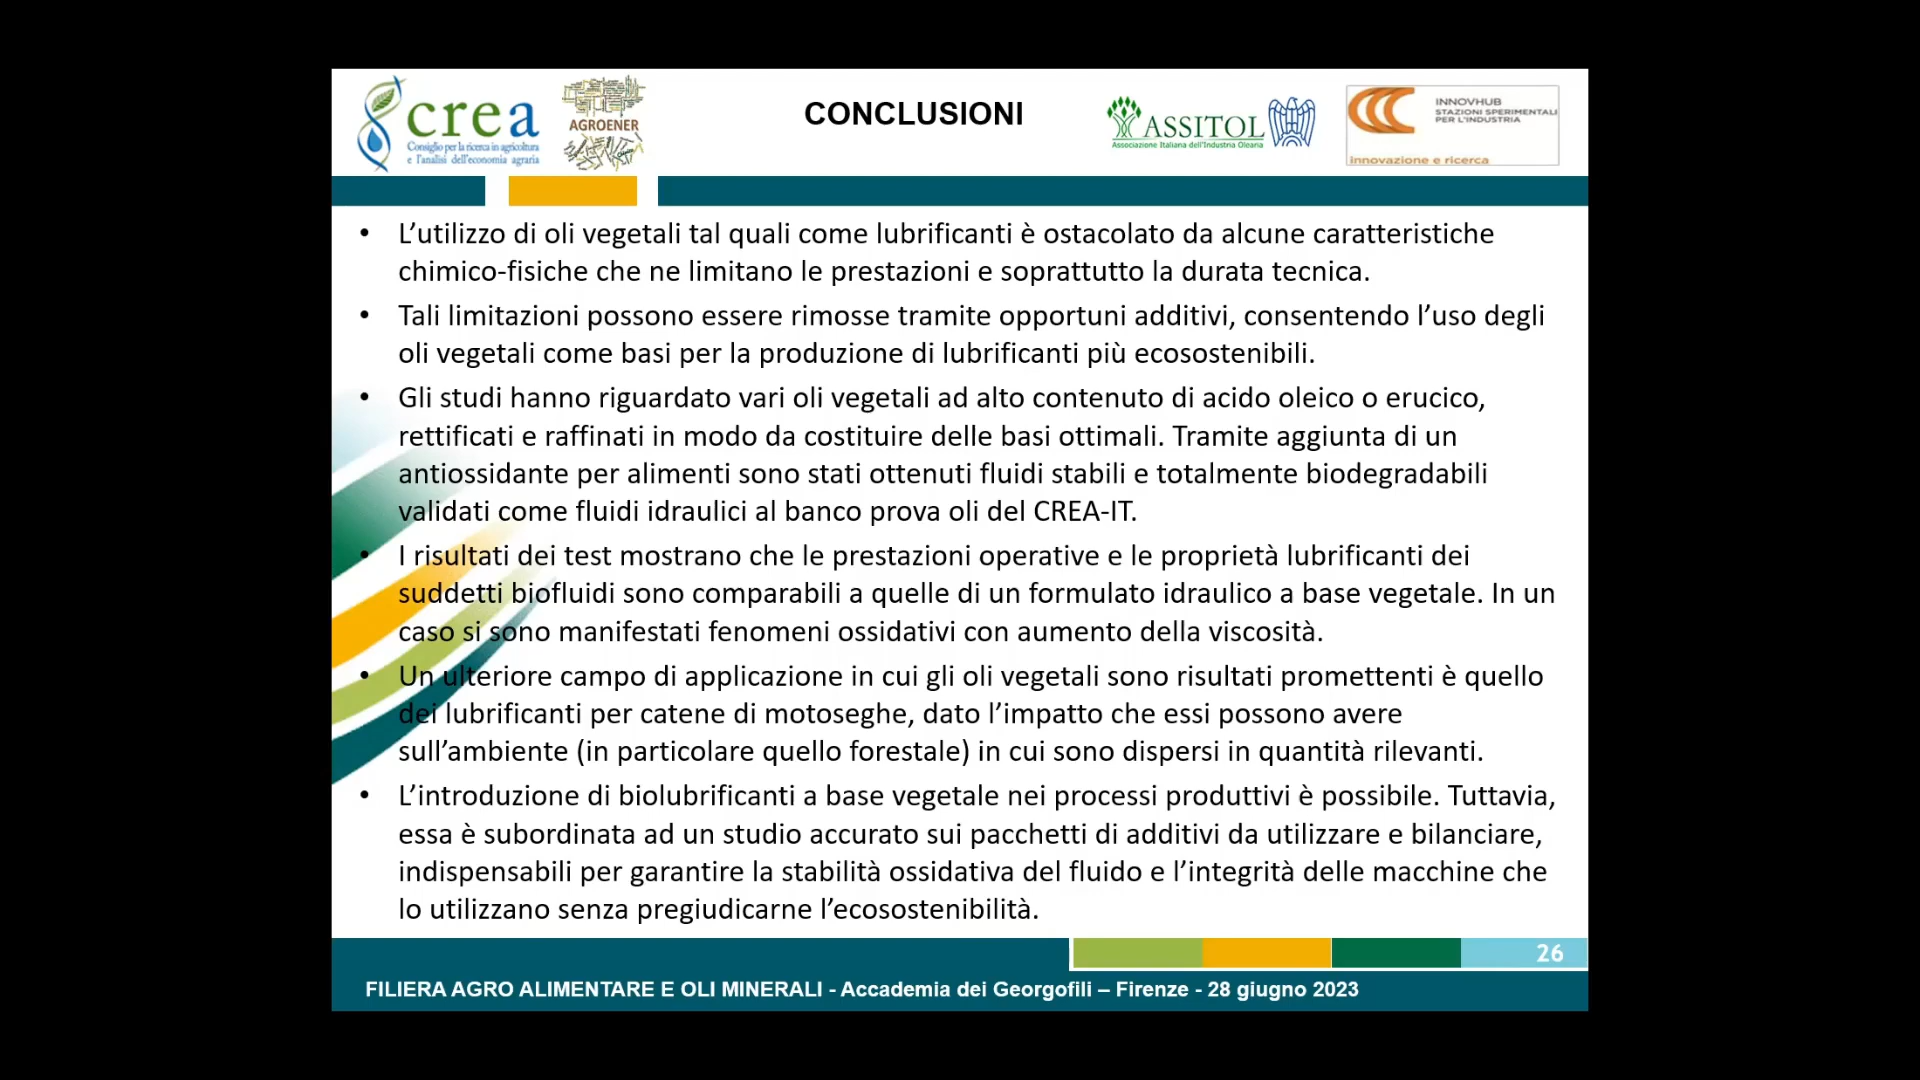 crea
Consiglio per la ricerca in agricoltura
e l'analisi dell'economia agraria
AGROENER
CONCLUSIONI
ASSITOL
Associazione Italiana dell'Industria Olearia
INNOVHUB
STAZIONI SPERIMENTALI
PER L'INDUSTRIA
innovazione e ricerca
• L’utilizzo di oli vegetali tal quali come lubrificanti è ostacolato da alcune caratteristiche
chimico-fisiche che ne limitano le prestazioni e soprattutto la durata tecnica.
• Tali limitazioni possono essere rimosse tramite opportuni additivi, consentendo l’uso degli
oli vegetali come basi per la produzione di lubrificanti più ecosostenibili.
• Gli studi hanno riguardato vari oli vegetali ad alto contenuto di acido oleico o erucico,
rettificati e raffinati in modo da costituire delle basi ottimali. Tramite aggiunta di un
antiossidante per alimenti sono stati ottenuti fluidi stabili e totalmente biodegradabili
validati come fluidi idraulici al banco prova oli del CREA-IT.
• I risultati dei test mostrano che le prestazioni operative e le proprietà lubrificanti dei
suddetti biofluidi sono comparabili a quelle di un formulato idraulico a base vegetale. In un
caso si sono manifestati fenomeni ossidativi con aumento della viscosità.
• Un ulteriore campo di applicazione in cui gli oli vegetali sono risultati promettenti è quello
dei lubrificanti per catene di motoseghe, dato l’impatto che essi possono avere
sull’ambiente (in particolare quello forestale) in cui sono dispersi in quantità rilevanti.
• L’introduzione di biolubrificanti a base vegetale nei processi produttivi è possibile. Tuttavia,
essa è subordinata ad un studio accurato sui pacchetti di additivi da utilizzare e bilanciare,
indispensabili per garantire la stabilità ossidativa del fluido e l’integrità delle macchine che
lo utilizzano senza pregiudicarne l’ecosostenibilità.
26
FILIERA AGRO ALIMENTARE E OLI MINERALI - Accademia dei Georgofili – Firenze - 28 giugno 2023